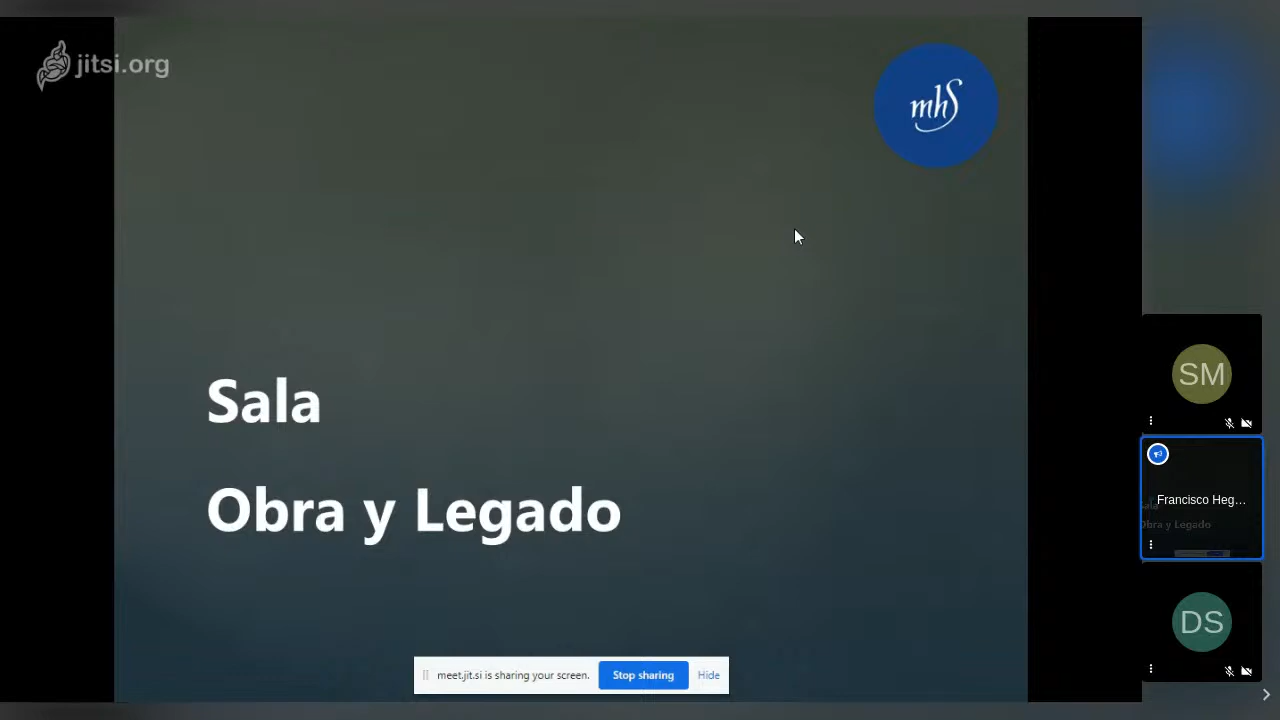 jitsi.org
mhS
Sala
Obra y Legado
SM
Francisco Heg...
Obra y Legado
DS
meet.jit.si is sharing your screen.
Stop sharing
Hide